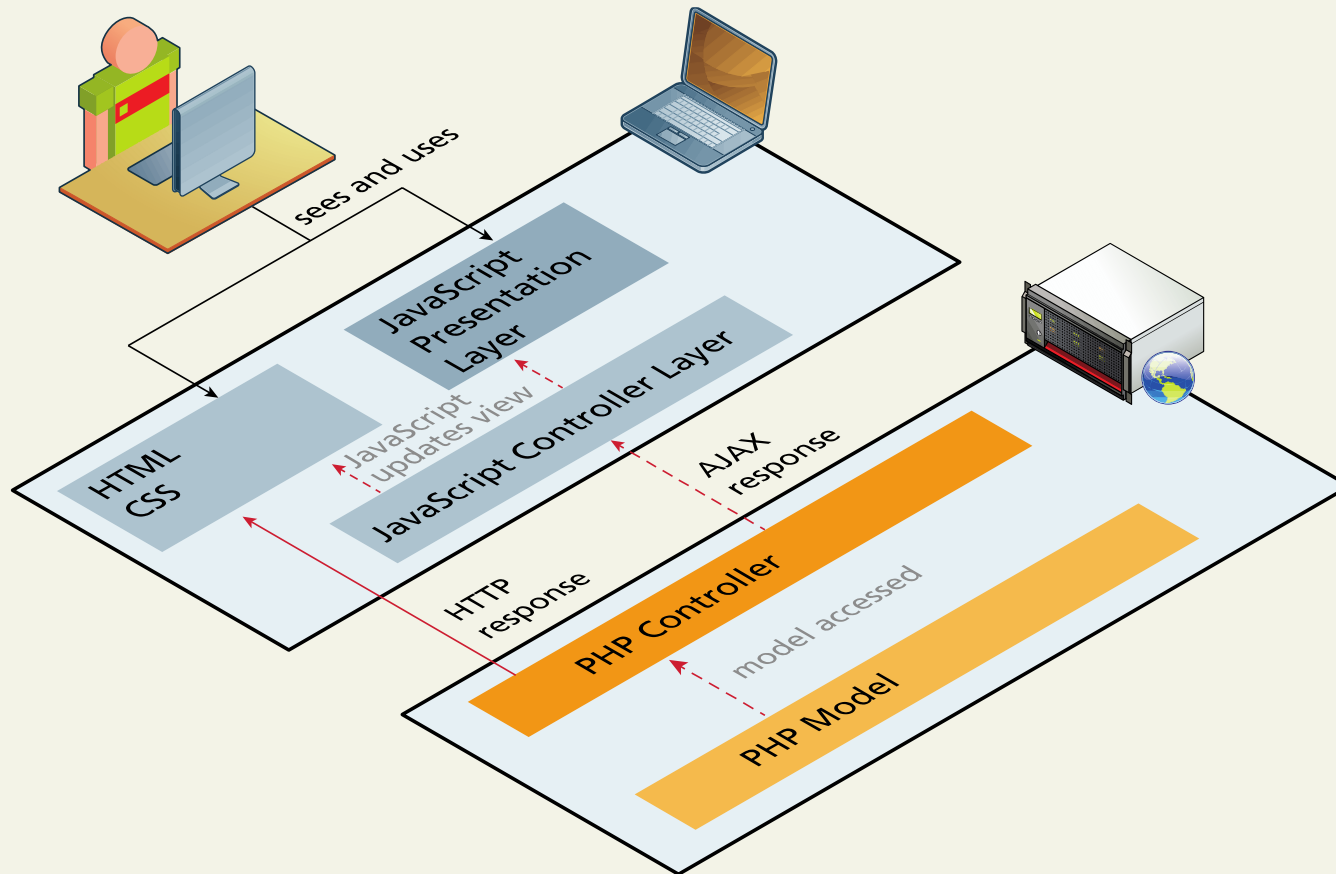 sees and uses
JavaScript
Presentation
Layer
HTML
CSS
JavaScript
updates view
JavaScript Controller Layer
AJAX
response
HTTP
response
PHP Controller
model accessed
PHP Model